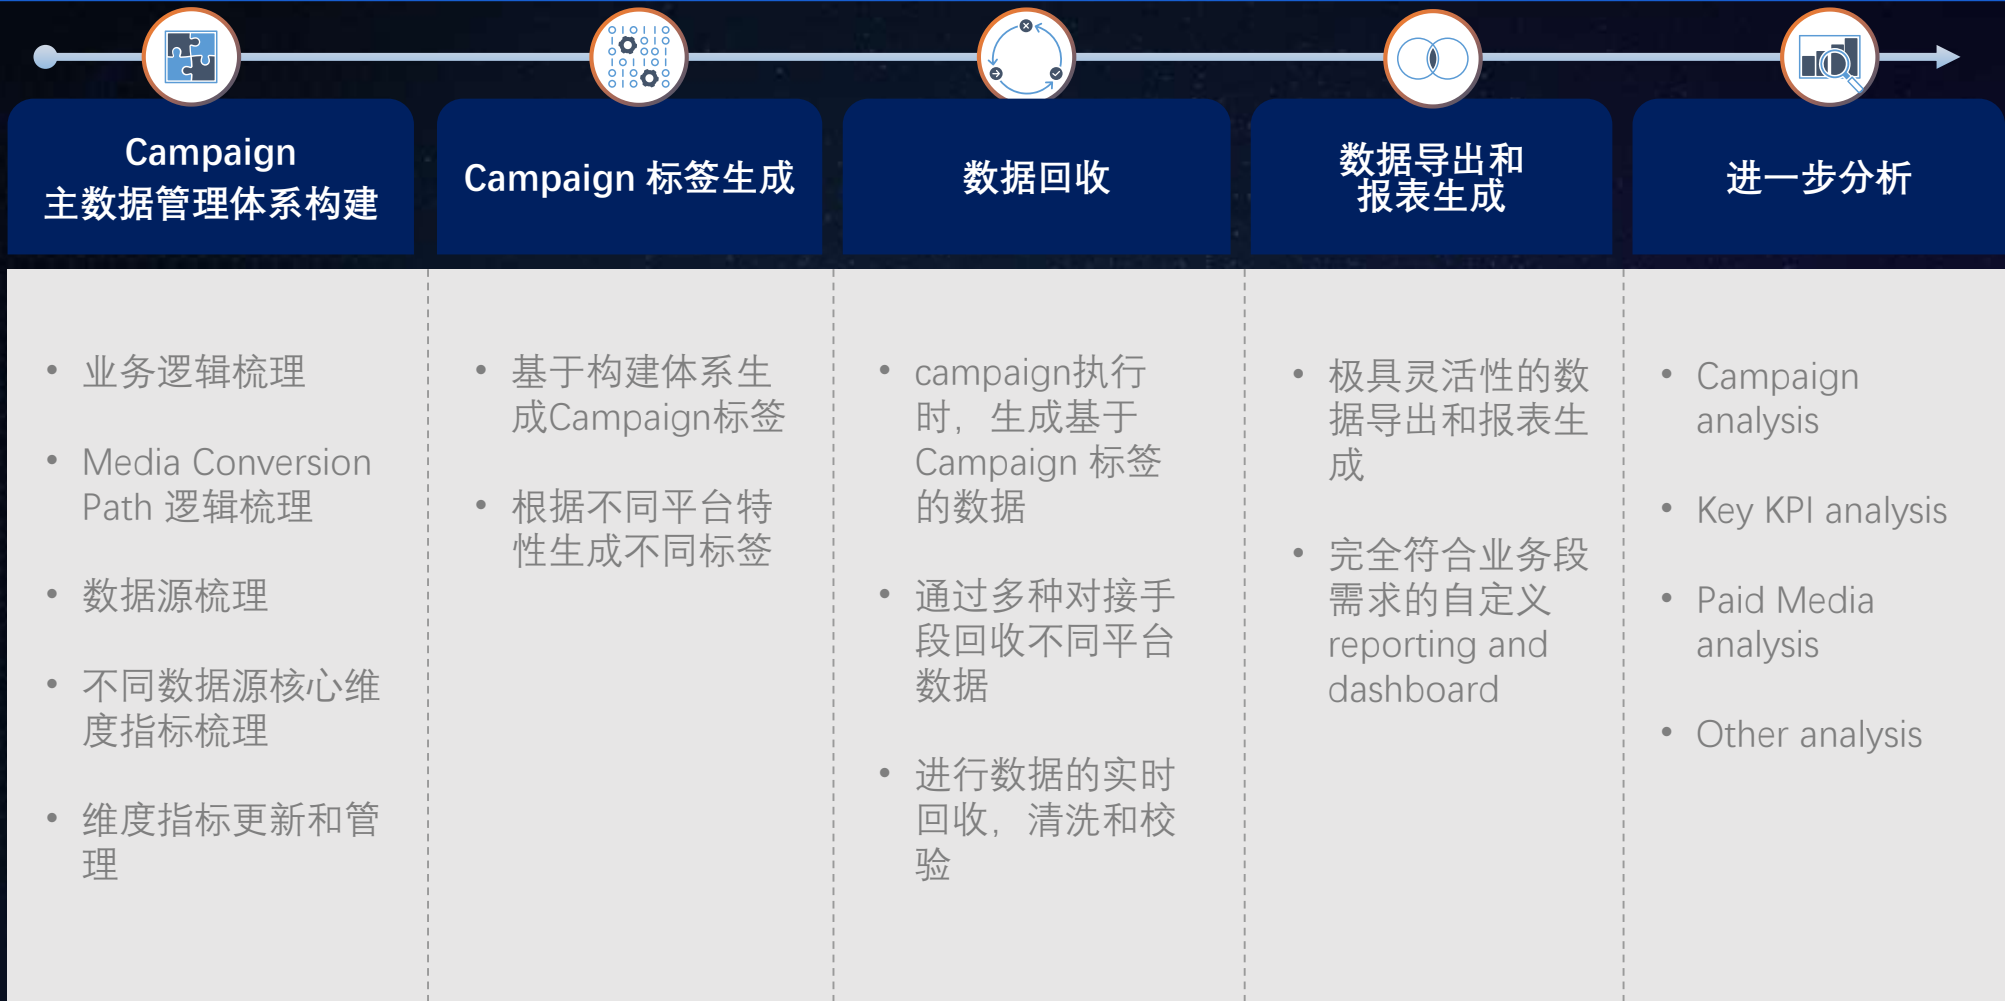 Campaign
主数据管理体系构建
Campaign 标签生成
数据回收
数据导出和
报表生成
进一步分析
• 业务逻辑梳理
• Media Conversion
Path 逻辑梳理
• 数据源梳理
• 不同数据源核心维
度指标梳理
• 维度指标更新和管
理
• 基于构建体系生
成Campaign标签
• 根据不同平台特
性生成不同标签
• campaign执行
时，生成基于
Campaign 标签
的数据
• 通过多种对接手
段回收不同平台
数据
• 进行数据的实时
回收，清洗和校
验
• 极具灵活性的数
据导出和报表生
成
• 完全符合业务段
需求的自定义
reporting and
dashboard
• Campaign
analysis
• Key KPI analysis
• Paid Media
analysis
• Other analysis